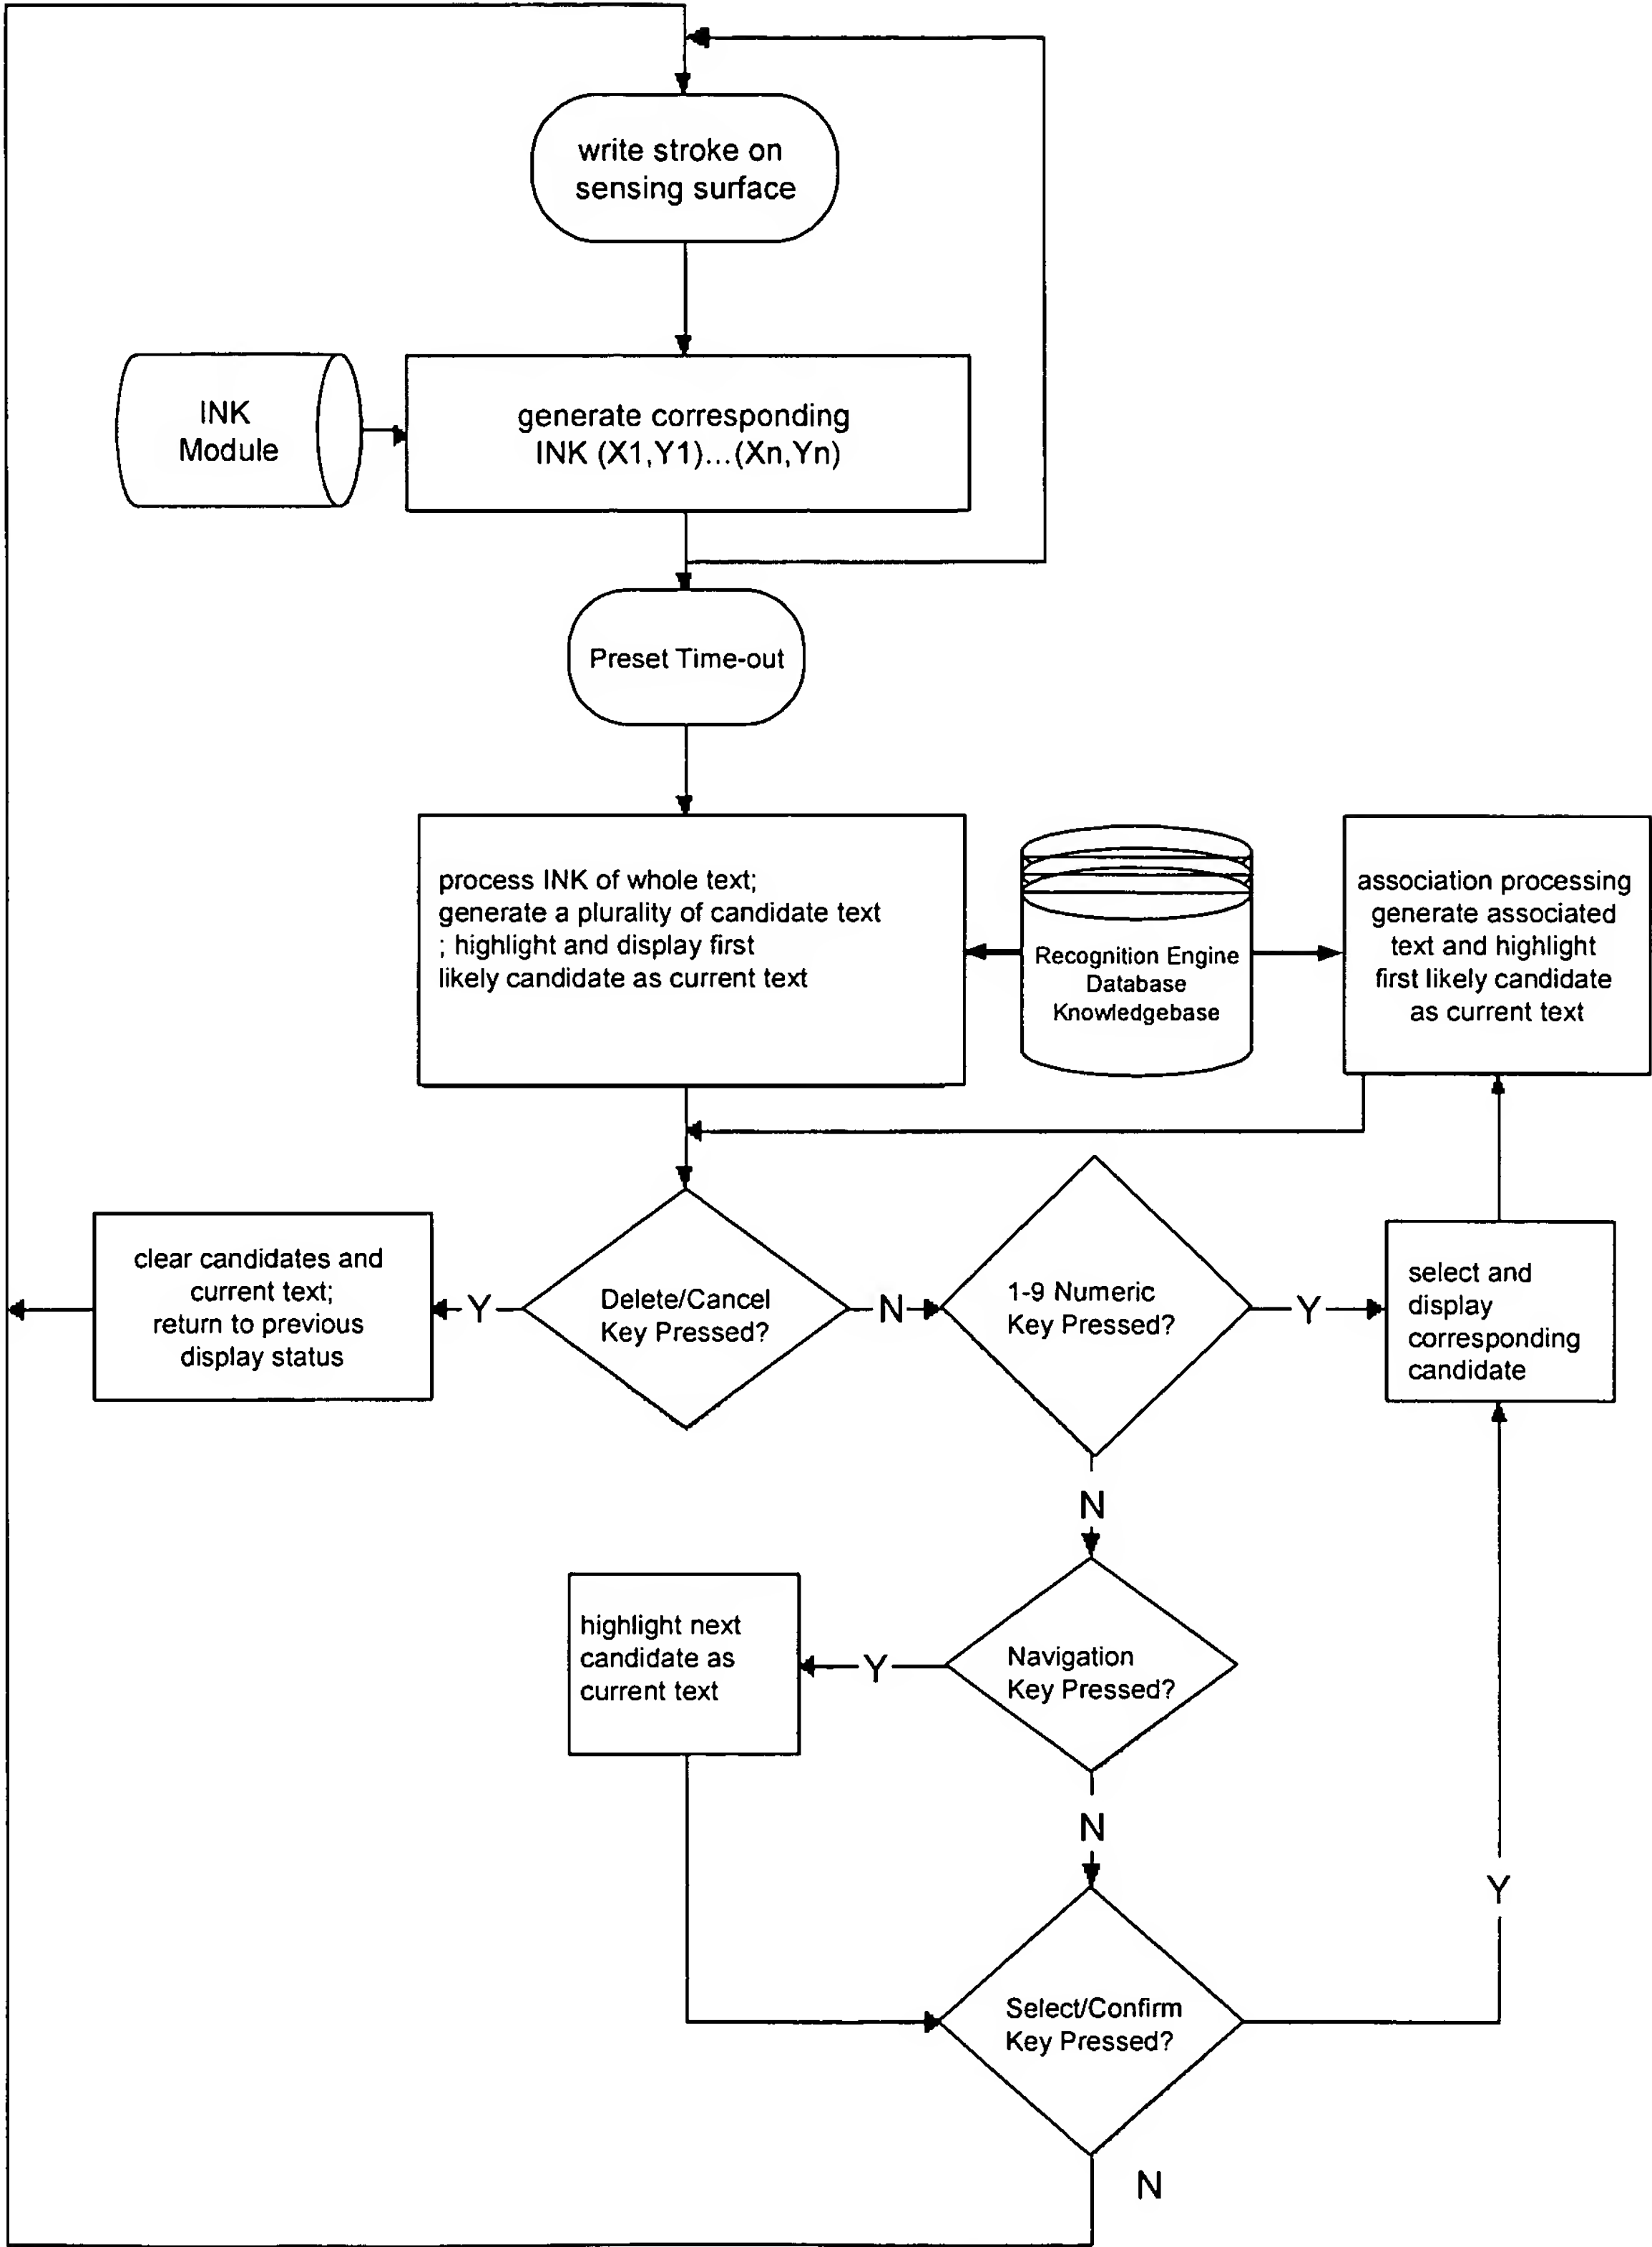 write stroke on
sensing surface
INK
Module
generate corresponding
INK (X1,Y1)...(Xn,Yn)
Preset Time-out
process INK of whole text;
generate a plurality of candidate text
; highlight and display first
likely candidate as current text
Recognition Engine
Database
Knowledgebase
association processing
generate associated
text and highlight
first likely candidate
as current text
clear candidates and
current text;
return to previous
display status
Y
Delete/Cancel
Key Pressed?
N
1-9 Numeric
Key Pressed?
Y
select and
display
corresponding
candidate
N
highlight next
candidate as
current text
Y
Navigation
Key Pressed?
N
Y
Select/Confirm
Key Pressed?
N